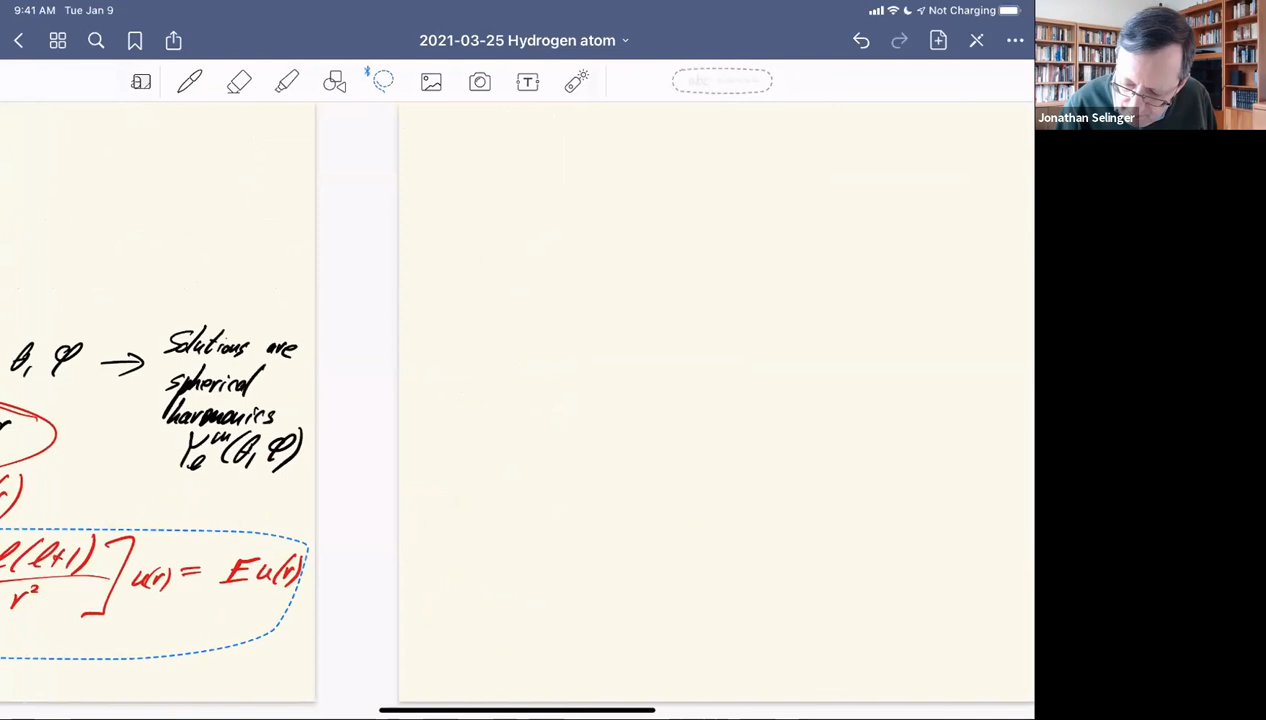 9:41 AM Tue Jan 9
Not Charging
2021-03-25 Hydrogen atom
Jonathan Selinger
θ, φ → Solutions are
spherical
harmonics
Yₗᵐ(θ, φ)
r
(r)
ℓ(ℓ+1)/r² ] u(r) = E u(r)